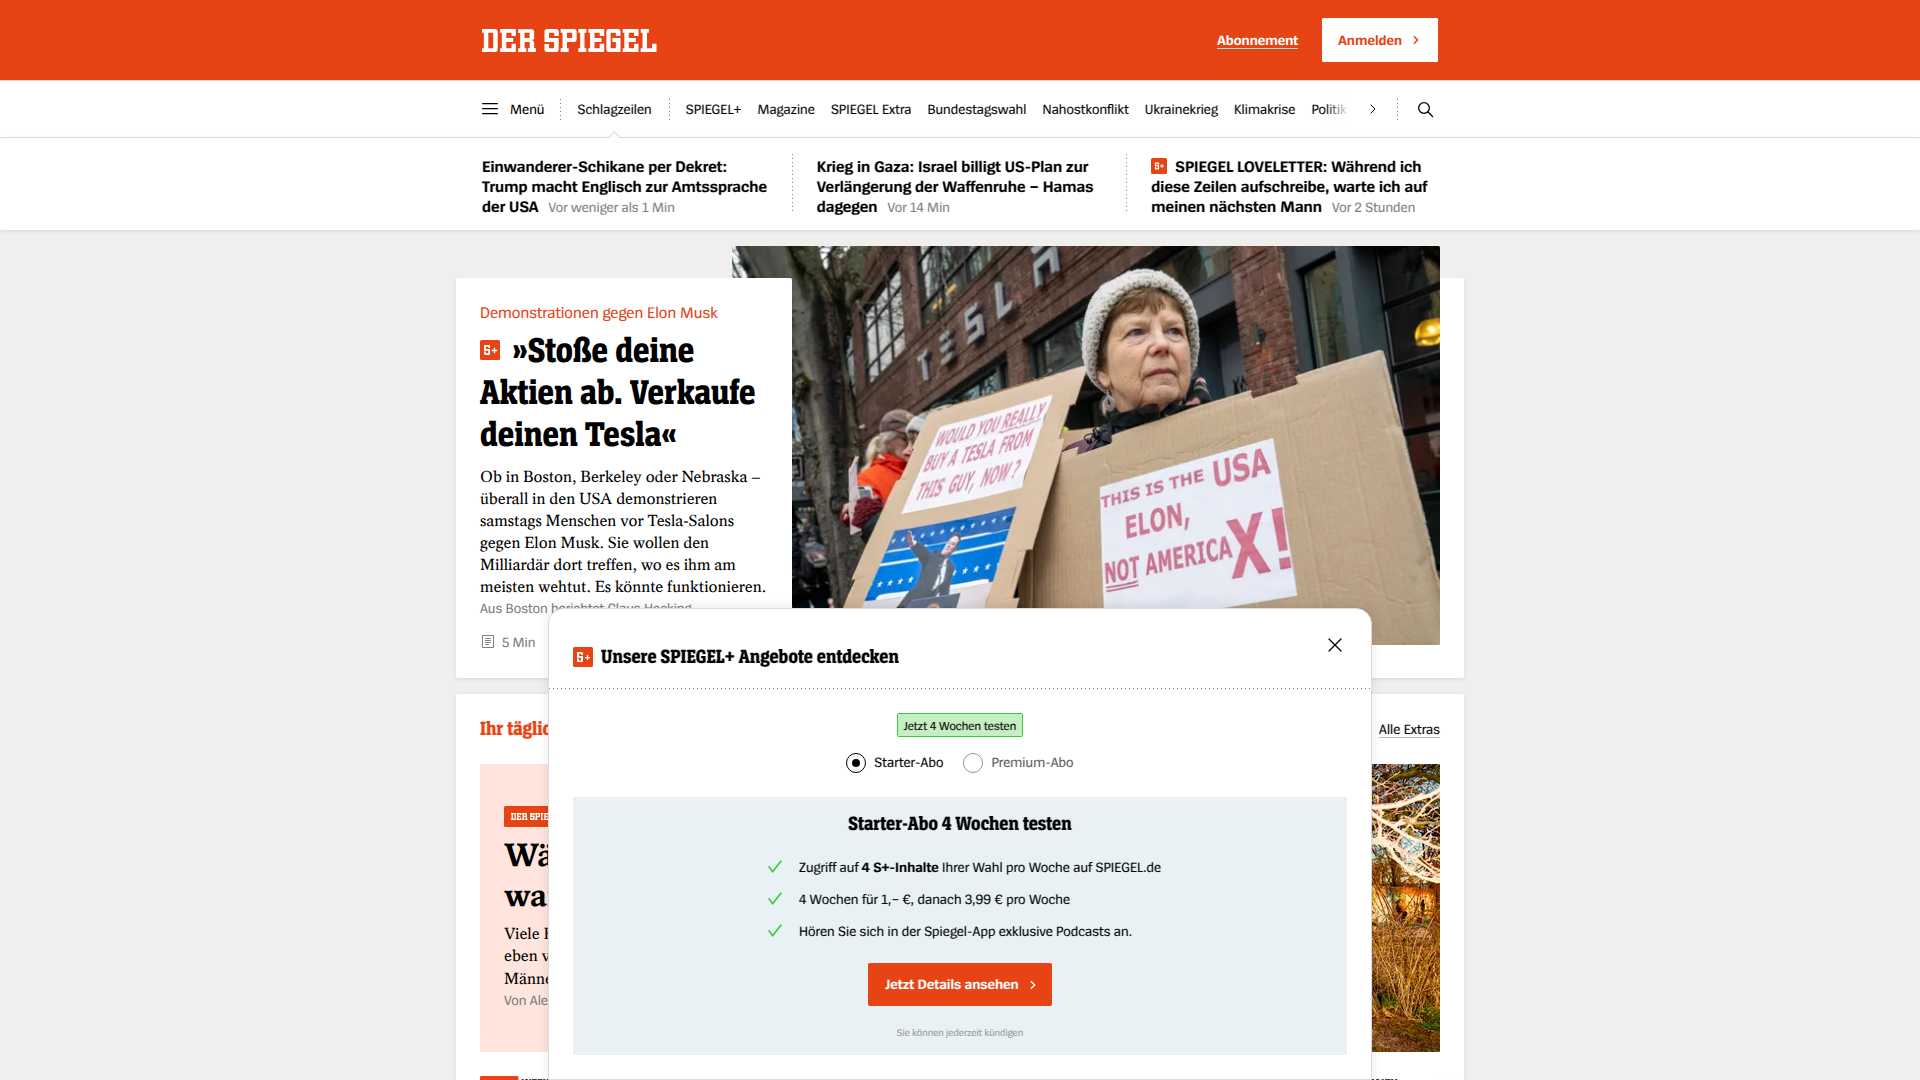 DER SPIEGEL
Abonnement
Anmelden
Menü
Schlagzeilen
SPIEGEL+
Magazine
SPIEGEL Extra
Bundestagswahl
Nahostkonflikt
Ukrainekrieg
Klimakrise
Politik
Einwanderer-Schikane per Dekret:
Trump macht Englisch zur Amtssprache
der USA Vor weniger als 1 Min
Krieg in Gaza: Israel billigt US-Plan zur
Verlängerung der Waffenruhe – Hamas
dagegen Vor 14 Min
S+ SPIEGEL LOVELETTER: Während ich
diese Zeilen aufschreibe, warte ich auf
meinen nächsten Mann Vor 2 Stunden
Demonstrationen gegen Elon Musk
S+ »Stoße deine
Aktien ab. Verkaufe
deinen Tesla«
Ob in Boston, Berkeley oder Nebraska –
überall in den USA demonstrieren
samstags Menschen vor Tesla-Salons
gegen Elon Musk. Sie wollen den
Milliardär dort treffen, wo es ihm am
meisten wehtut. Es könnte funktionieren.
Aus Boston berichtet Claus Hecking
5 Min
TESLA
WOULD YOU REALLY
BUY A TESLA FROM
THIS GUY, NOW?
THIS IS THE USA
ELON,
NOT AMERICA X!
S+ Unsere SPIEGEL+ Angebote entdecken
Jetzt 4 Wochen testen
Starter-Abo
Premium-Abo
Starter-Abo 4 Wochen testen
Zugriff auf 4 S+-Inhalte Ihrer Wahl pro Woche auf SPIEGEL.de
4 Wochen für 1,– €, danach 3,99 € pro Woche
Hören Sie sich in der Spiegel-App exklusive Podcasts an.
Jetzt Details ansehen
Sie können jederzeit kündigen
Ihr täglic
Alle Extras
DER SPIE
Wä
wa
Viele
eben v
Männe
Von Ale